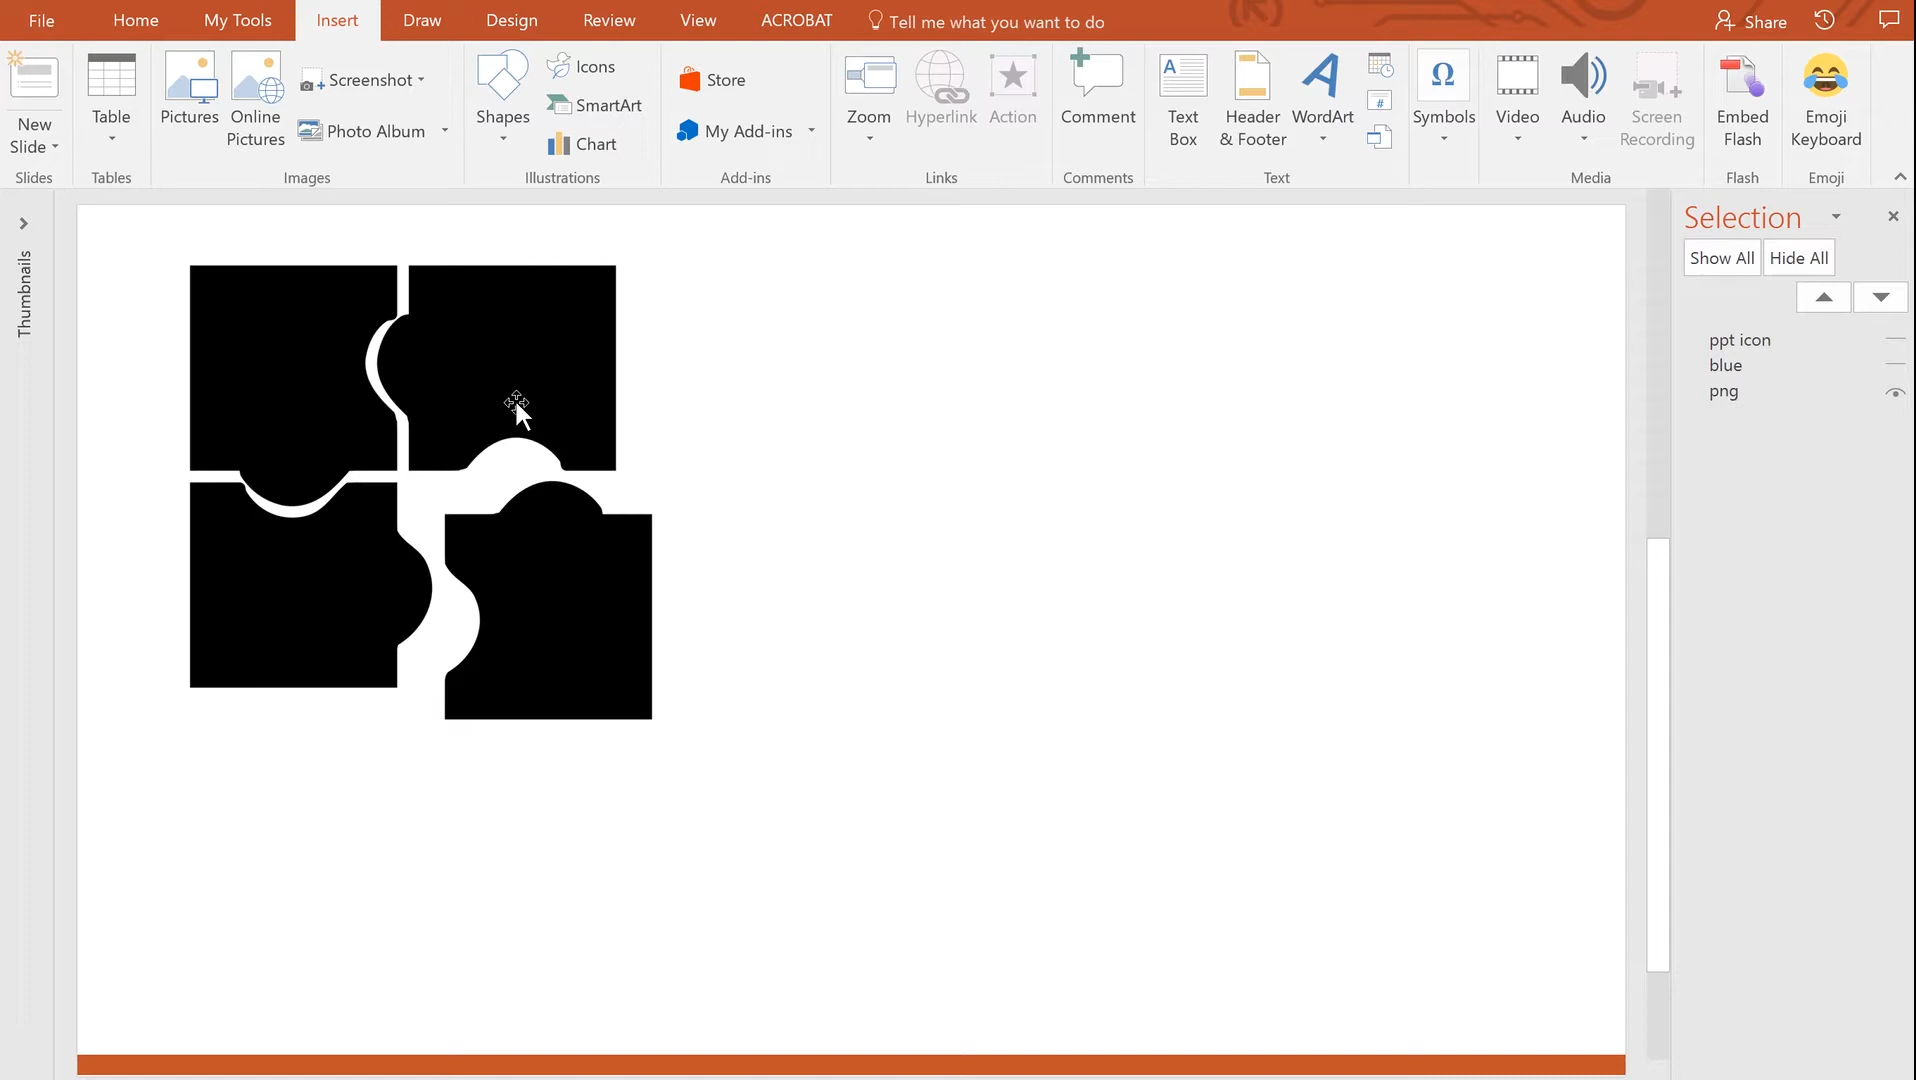 File Home My Tools Insert Draw Design Review View ACROBAT Tell me what you want to do Share
New
Slide
Slides
Table
Tables
Pictures
Online
Pictures
Screenshot
Photo Album
Images
Shapes
Icons
SmartArt
Chart
Illustrations
Store
My Add-ins
Add-ins
Zoom
Hyperlink
Action
Links
Comment
Comments
A
Text
Box
Header
& Footer
A
WordArt
#
Text
Ω
Symbols
Video
Audio
Screen
Recording
Media
Embed
Flash
Flash
Emoji
Keyboard
Emoji
Thumbnails
Selection
Show All Hide All
ppt icon
blue
png